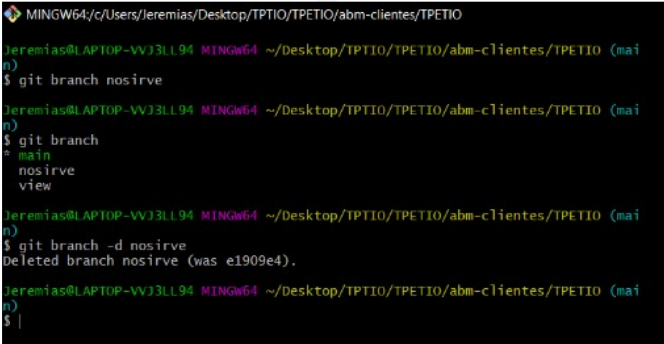 MINGW64:/c/Users/Jeremias/Desktop/TPTIO/TPETIO/abm-clientes/TPETIO
Jeremias@LAPTOP-VVJ3LL94 MINGW64 ~/Desktop/TPTIO/TPETIO/abm-clientes/TPETIO (mai
n)
$ git branch nosirve
Jeremias@LAPTOP-VVJ3LL94 MINGW64 ~/Desktop/TPTIO/TPETIO/abm-clientes/TPETIO (mai
n)
$ git branch
* main
  nosirve
  view
Jeremias@LAPTOP-VVJ3LL94 MINGW64 ~/Desktop/TPTIO/TPETIO/abm-clientes/TPETIO (mai
n)
$ git branch -d nosirve
Deleted branch nosirve (was e1909e4).
Jeremias@LAPTOP-VVJ3LL94 MINGW64 ~/Desktop/TPTIO/TPETIO/abm-clientes/TPETIO (mai
n)
$